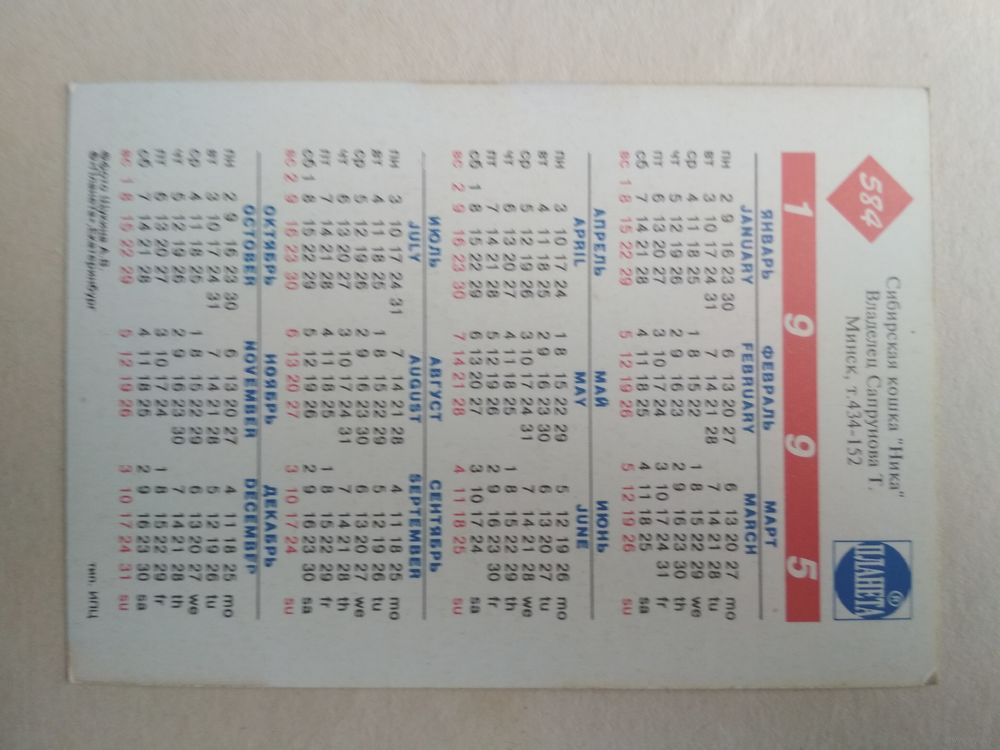 584
Сибирская кошка "Ника"
Владелец Сапрунова Т.
Минск, т.434-152
®
ПЛАНЕТА
1 9 9 5
ЯНВАРЬ ФЕВРАЛЬ МАРТ
JANUARY FEBRUARY MARCH
пн 2 9 16 23 30 6 13 20 27 6 13 20 27 mo
вт 3 10 17 24 31 7 14 21 28 7 14 21 28 tu
ср 4 11 18 25 1 8 15 22 1 8 15 22 29 we
чт 5 12 19 26 2 9 16 23 2 9 16 23 30 th
пт 6 13 20 27 3 10 17 24 3 10 17 24 31 fr
сб 7 14 21 28 4 11 18 25 4 11 18 25 sa
вс 1 8 15 22 29 5 12 19 26 5 12 19 26 su
АПРЕЛЬ МАЙ ИЮНЬ
APRIL MAY JUNE
пн 3 10 17 24 1 8 15 22 29 5 12 19 26 mo
вт 4 11 18 25 2 9 16 23 30 6 13 20 27 tu
ср 5 12 19 26 3 10 17 24 31 7 14 21 28 we
чт 6 13 20 27 4 11 18 25 1 8 15 22 29 th
пт 7 14 21 28 5 12 19 26 2 9 16 23 30 fr
сб 1 8 15 22 29 6 13 20 27 3 10 17 24 sa
вс 2 9 16 23 30 7 14 21 28 4 11 18 25 su
ИЮЛЬ АВГУСТ СЕНТЯБРЬ
JULY AUGUST SEPTEMBER
пн 3 10 17 24 31 7 14 21 28 4 11 18 25 mo
вт 4 11 18 25 1 8 15 22 29 5 12 19 26 tu
ср 5 12 19 26 2 9 16 23 30 6 13 20 27 we
чт 6 13 20 27 3 10 17 24 31 7 14 21 28 th
пт 7 14 21 28 4 11 18 25 1 8 15 22 29 fr
сб 1 8 15 22 29 5 12 19 26 2 9 16 23 30 sa
вс 2 9 16 23 30 6 13 20 27 3 10 17 24 su
ОКТЯБРЬ НОЯБРЬ ДЕКАБРЬ
OCTOBER NOVEMBER DECEMBER
пн 2 9 16 23 30 6 13 20 27 4 11 18 25 mo
вт 3 10 17 24 31 7 14 21 28 5 12 19 26 tu
ср 4 11 18 25 1 8 15 22 29 6 13 20 27 we
чт 5 12 19 26 2 9 16 23 30 7 14 21 28 th
пт 6 13 20 27 3 10 17 24 1 8 15 22 29 fr
сб 7 14 21 28 4 11 18 25 2 9 16 23 30 sa
вс 1 8 15 22 29 5 12 19 26 3 10 17 24 31 su
Фото А.В.
тип. ИПЦ